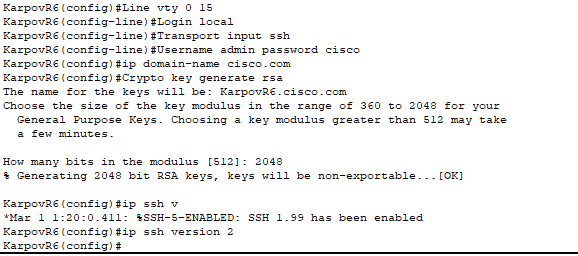 KarpovR6(config)#Line vty 0 15
KarpovR6(config-line)#Login local
KarpovR6(config-line)#Transport input ssh
KarpovR6(config-line)#Username admin password cisco
KarpovR6(config)#ip domain-name cisco.com
KarpovR6(config)#Crypto key generate rsa
The name for the keys will be: KarpovR6.cisco.com
Choose the size of the key modulus in the range of 360 to 2048 for your
  General Purpose Keys. Choosing a key modulus greater than 512 may take
  a few minutes.

How many bits in the modulus [512]: 2048
% Generating 2048 bit RSA keys, keys will be non-exportable...[OK]

KarpovR6(config)#ip ssh v
*Mar 1 1:20:0.411: %SSH-5-ENABLED: SSH 1.99 has been enabled
KarpovR6(config)#ip ssh version 2
KarpovR6(config)#